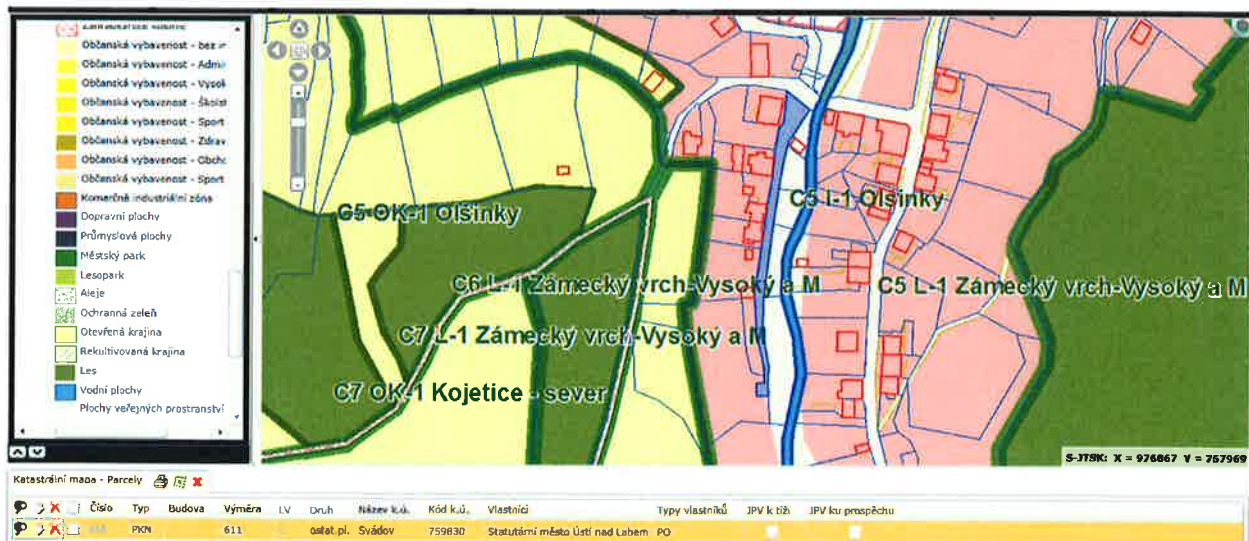 Občanská vybavenost - bez
Občanská vybavenost - Admi
Občanská vybavenost - Vysok
Občanská vybavenost - Školst
Občanská vybavenost - Sport
Občanská vybavenost - Zdrav
Občanská vybavenost - Obcho
Občanská vybavenost - Sport
Komerčně industriální zóna
Dopravní plochy
Průmyslové plochy
Městský park
Lesopark
Aleje
Ochranná zeleň
Otevřená krajina
Rekultivovaná krajina
Les
Vodní plochy
Plochy veřejných prostranství
C5 OK-1 Olšinky
C5 I-1 Olšinky
C6 L-1 Zámecký vrch-Vysoký a M
C5 L-1 Zámecký vrch-Vysoký a M
C7 L-1 Zámecký vrch-Vysoký a M
C7 OK-1 Kojetice - sever
S-JTSK: X = 976867 Y = 757969
Katastrální mapa - Parcely
Číslo Typ Budova Výměra LV Druh Název k.ú. Kód k.ú. Vlastníci Typy vlastníků JPV k tíži JPV ku prospěchu
PKN 611 ostat.pl. Svádov 759830 Statutární město Ústí nad Labem PO